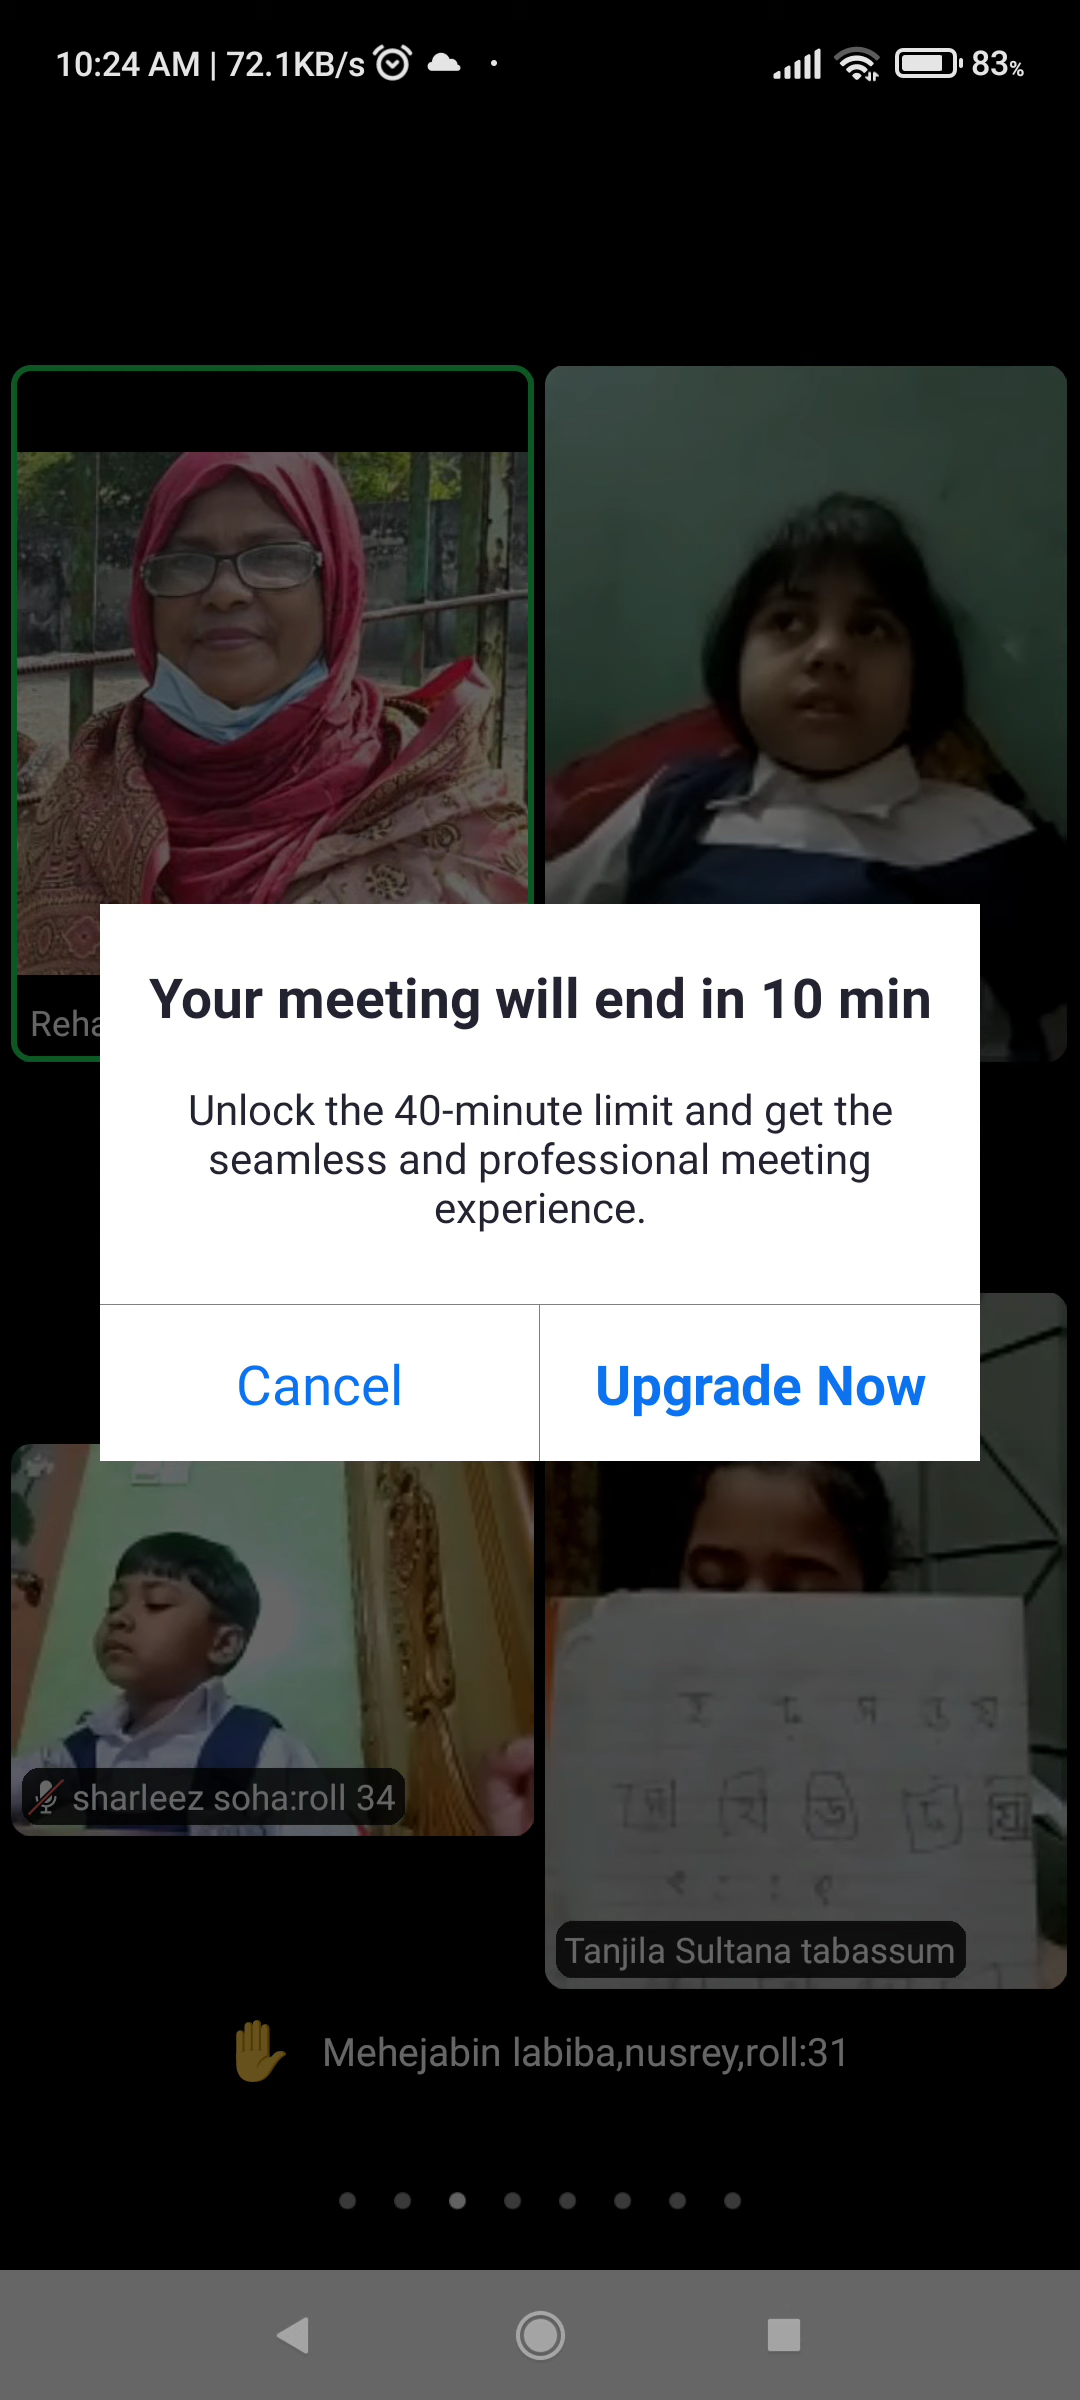 10:24 AM | 72.1KB/s
83%
Reha
Your meeting will end in 10 min
Unlock the 40-minute limit and get the
seamless and professional meeting
experience.
Cancel
Upgrade Now
sharleez soha:roll 34
Tanjila Sultana tabassum
Mehejabin labiba,nusrey,roll:31